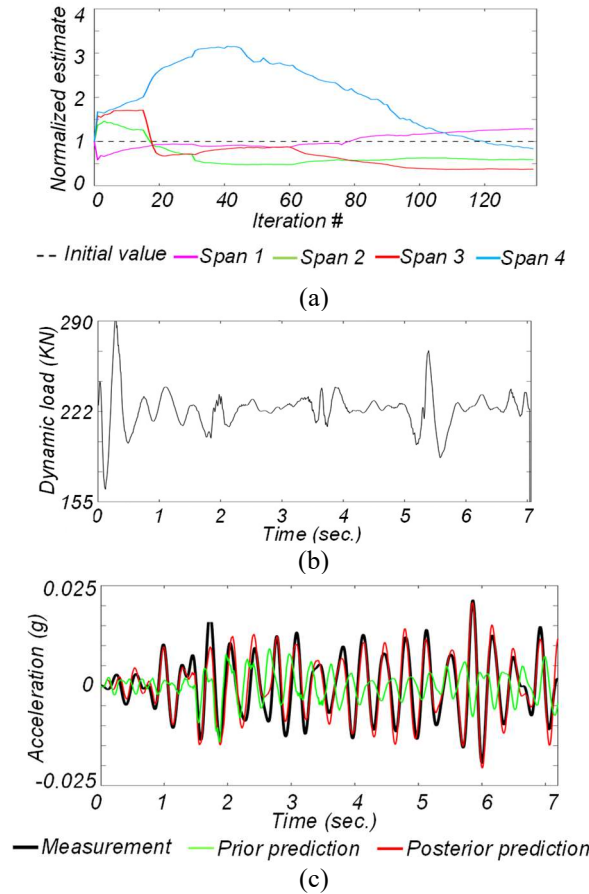 4
3
2
1
0
Normalized estimate
0 20 40 60 80 100 120
Iteration #
Initial value Span 1 Span 2 Span 3 Span 4
(a)
290
222
155
Dynamic load (KN)
0 1 2 3 4 5 6 7
Time (sec.)
(b)
0.025
0
-0.025
Acceleration (g)
0 1 2 3 4 5 6 7
Time (sec.)
Measurement Prior prediction Posterior prediction
(c)